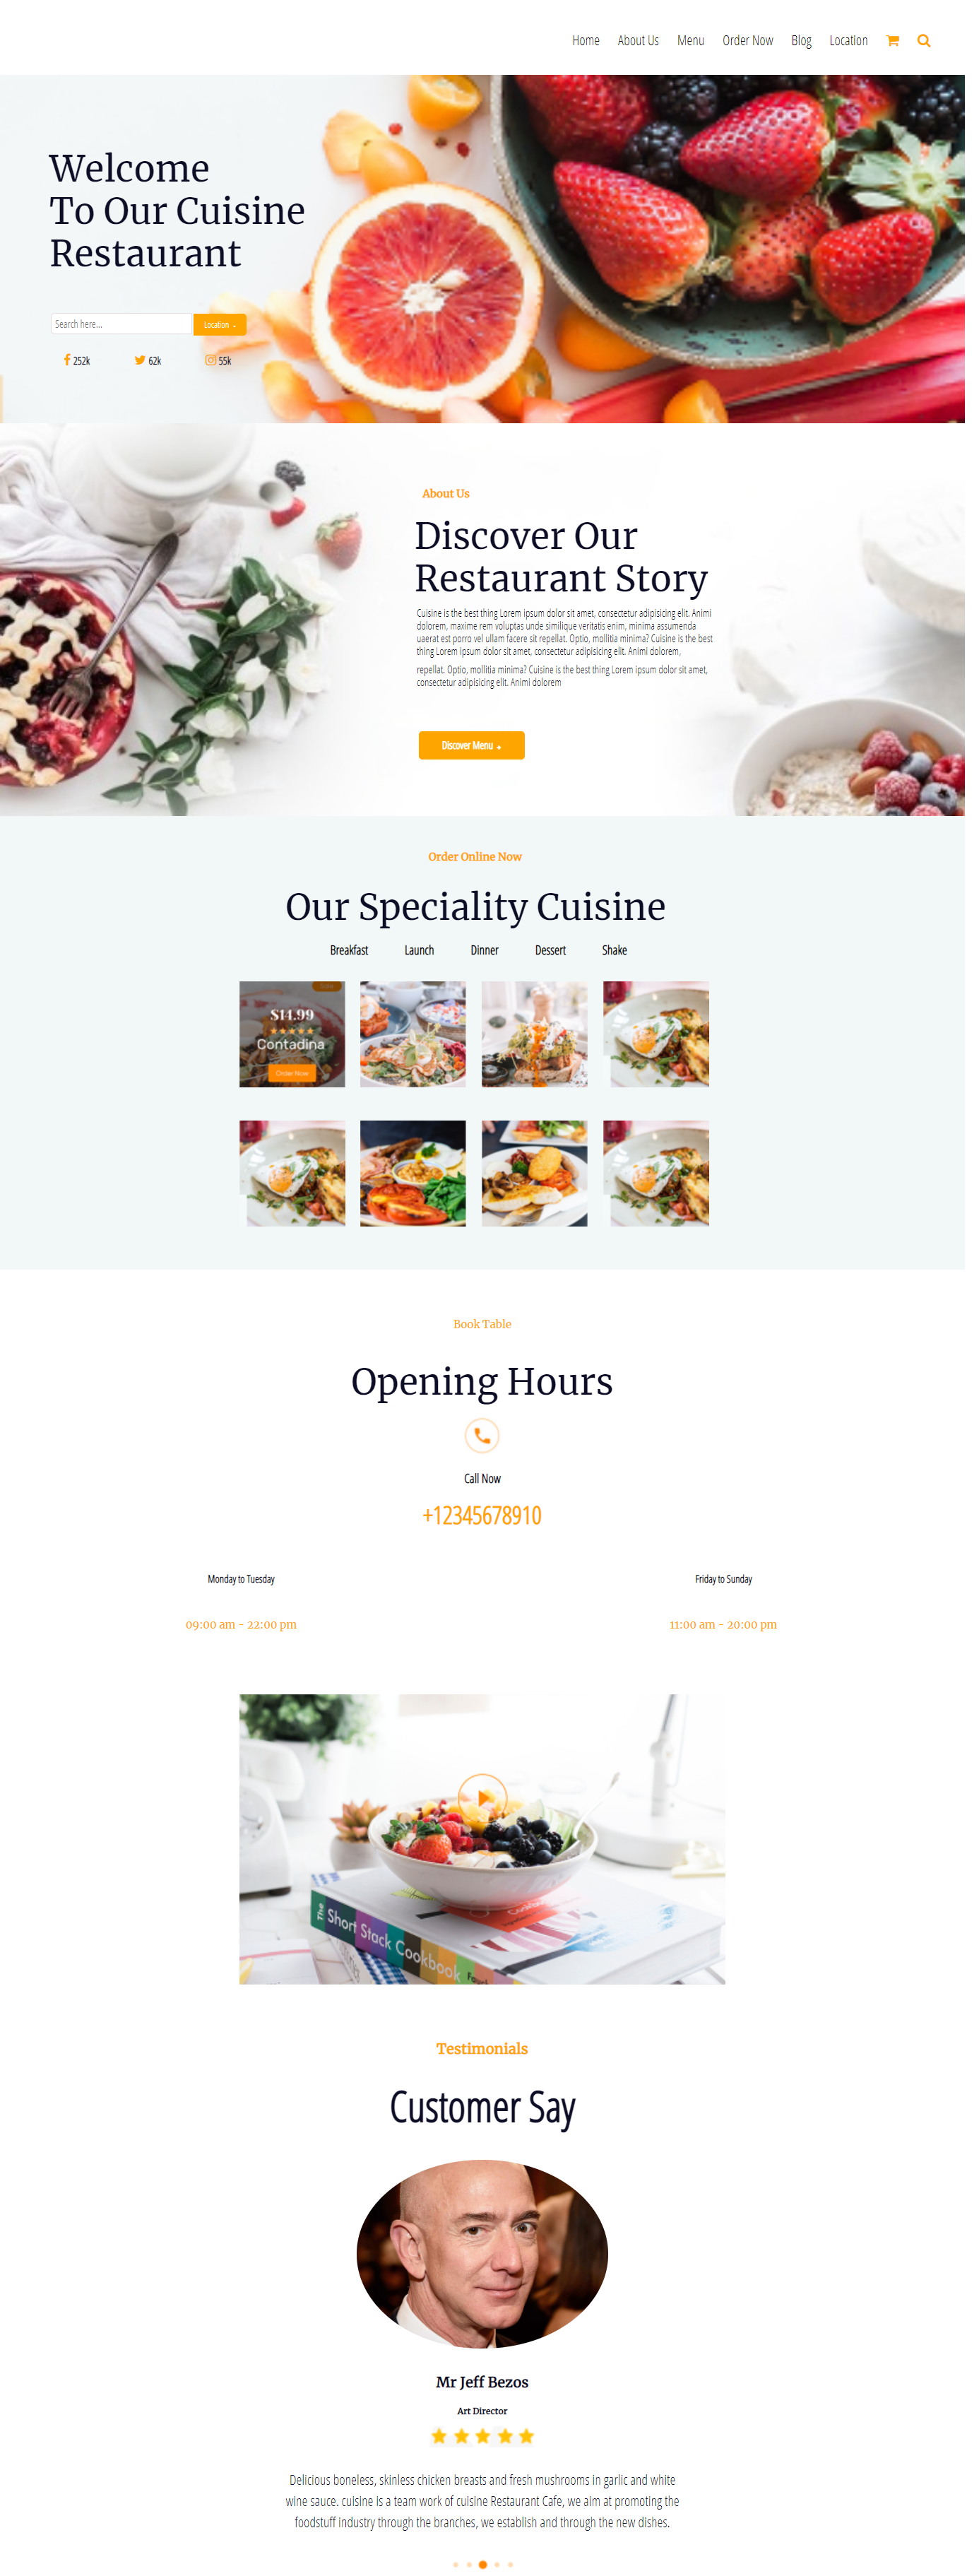 Home About Us Menu Order Now Blog Location
Welcome
To Our Cuisine
Restaurant
Search here...
Location
252k 62k 55k
About Us
Discover Our
Restaurant Story
Cuisine is the best thing Lorem ipsum dolor sit amet, consectetur adipisicing elit. Animi
dolorem, maxime rem voluptas unde similique veritatis enim, minima assumenda
uaerat est porro vel ullam facere sit repellat. Optio, mollitia minima? Cuisine is the best
thing Lorem ipsum dolor sit amet, consectetur adipisicing elit. Animi dolorem,
repellat. Optio, mollitia minima? Cuisine is the best thing Lorem ipsum dolor sit amet,
consectetur adipisicing elit. Animi dolorem
Discover Menu
Order Online Now
Our Speciality Cuisine
Breakfast Launch Dinner Dessert Shake
$14.99
Contadina
Order Now
Book Table
Opening Hours
Call Now
+12345678910
Monday to Tuesday
09:00 am - 22:00 pm
Friday to Sunday
11:00 am - 20:00 pm
The Short Stack Cookbook
Testimonials
Customer Say
Mr Jeff Bezos
Art Director
Delicious boneless, skinless chicken breasts and fresh mushrooms in garlic and white
wine sauce. cuisine is a team work of cuisine Restaurant Cafe, we aim at promoting the
foodstuff industry through the branches, we establish and through the new dishes.